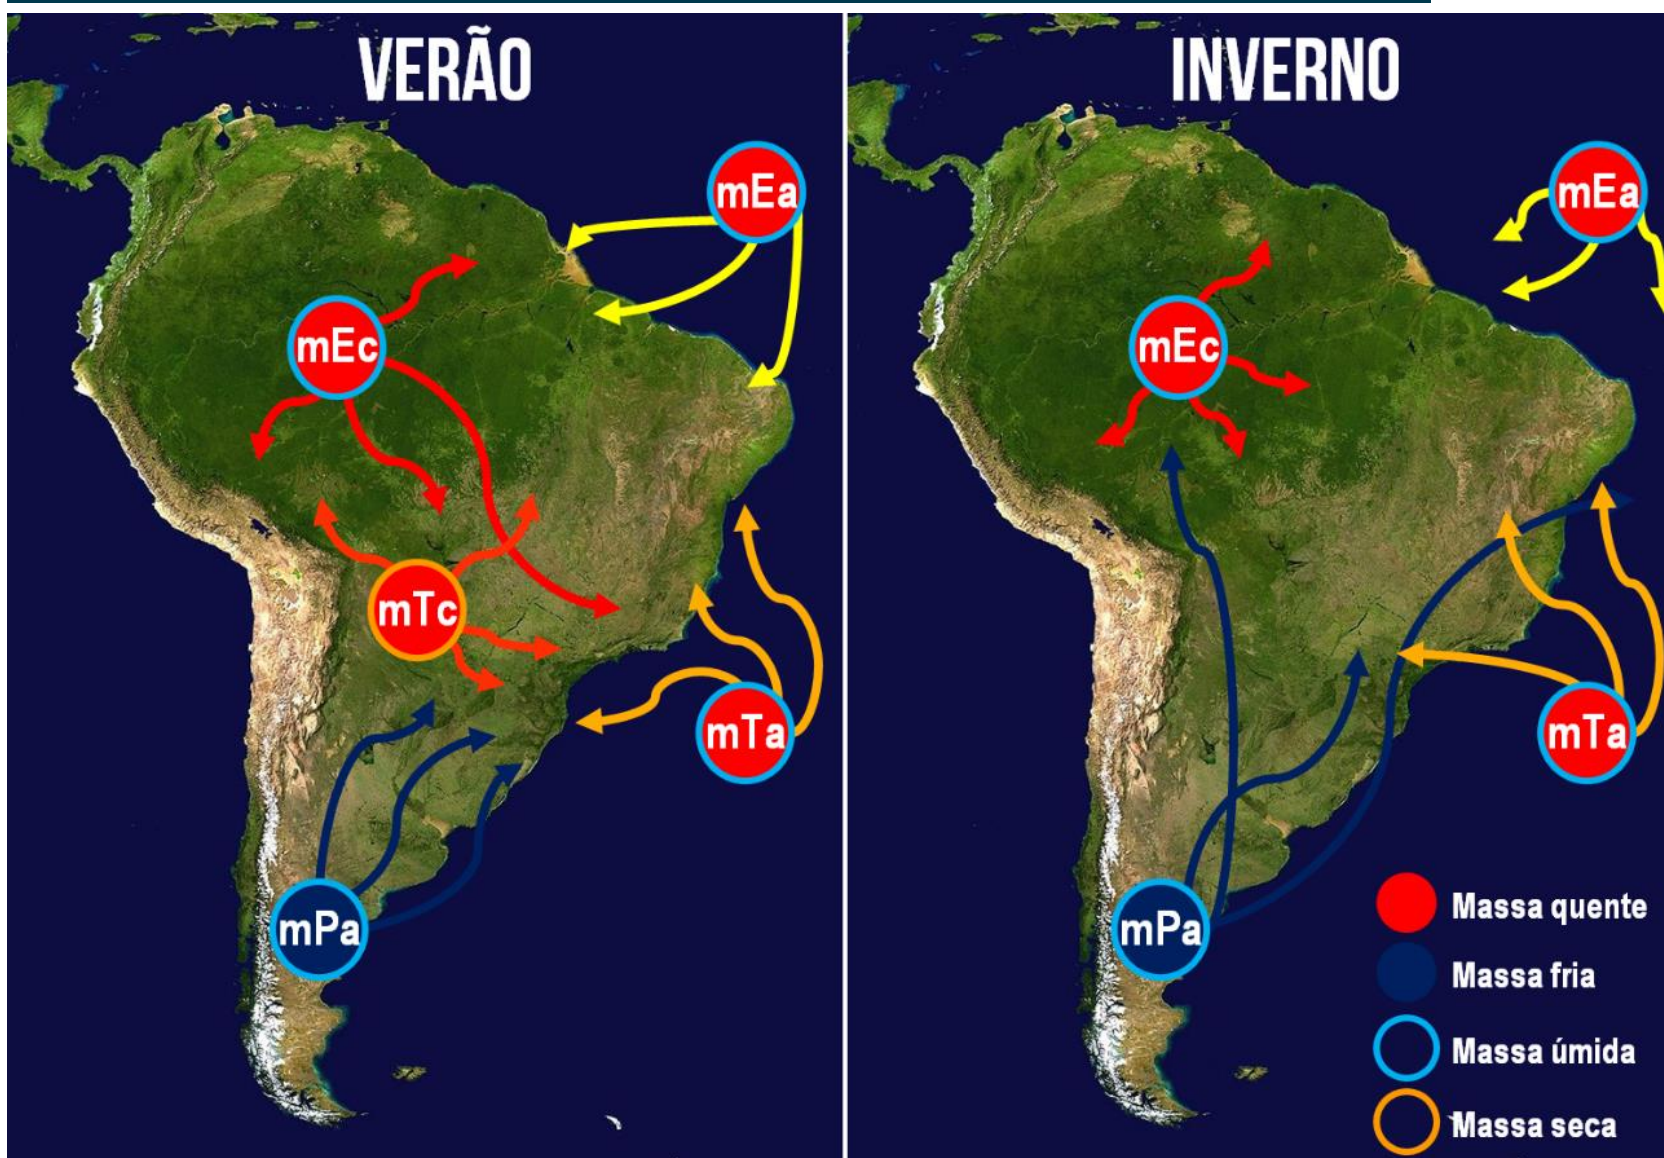 VERÃO
mEa
mEc
mTc
mTa
mPa
INVERNO
mEa
mEc
mTa
mPa
Massa quente
Massa fria
Massa úmida
Massa seca